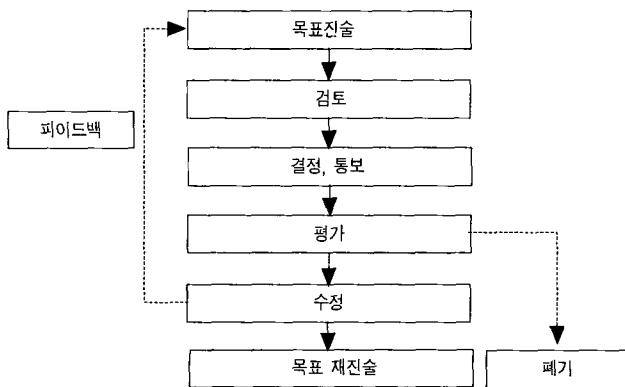 목표진술
검토
피이드백
결정, 통보
평가
수정
목표 재진술
폐기